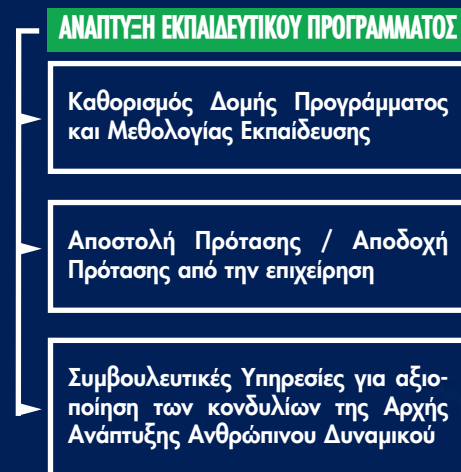 ΑΝΑΠΤΥΞΗ ΕΚΠΑΙΔΕΥΤΙΚΟΥ ΠΡΟΓΡΑΜΜΑΤΟΣ
Καθορισμός Δομής Προγράμματος
και Μεθολογίας Εκπαίδευσης
Αποστολή Πρότασης / Αποδοχή
Πρότασης από την επιχείρηση
Συμβουλευτικές Υπηρεσίες για αξιο-
ποίηση των κονδυλίων της Αρχής
Ανάπτυξης Ανθρώπινου Δυναμικού